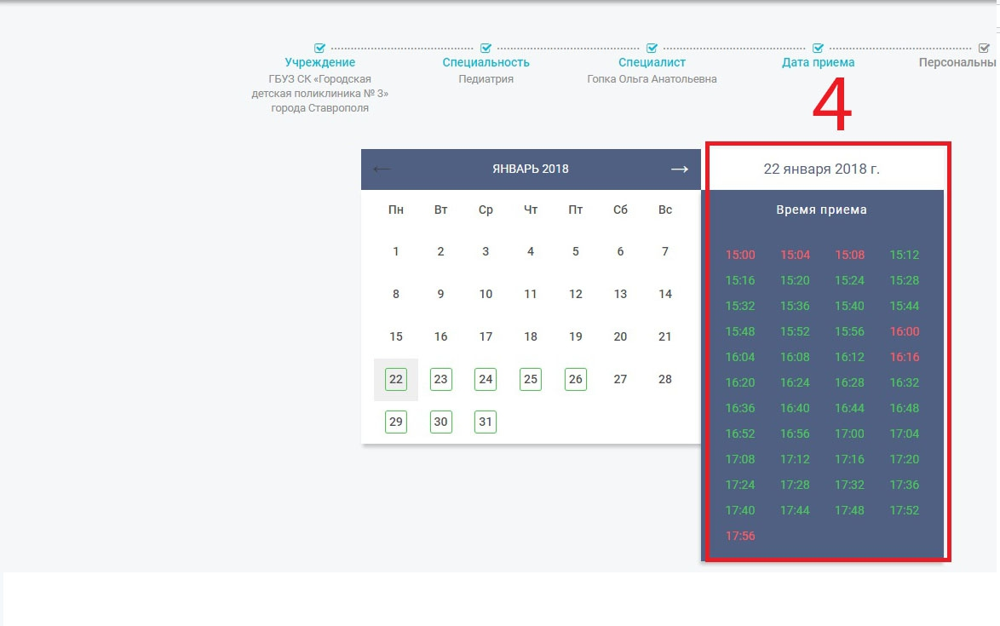 Учреждение
ГБУЗ СК «Городская
детская поликлиника № 3»
города Ставрополя
Специальность
Педиатрия
Специалист
Гопка Ольга Анатольевна
Дата приема
Персональны
4
ЯНВАРЬ 2018
Пн Вт Ср Чт Пт Сб Вс
1 2 3 4 5 6 7
8 9 10 11 12 13 14
15 16 17 18 19 20 21
22 23 24 25 26 27 28
29 30 31
22 января 2018 г.
Время приема
15:00 15:04 15:08 15:12
15:16 15:20 15:24 15:28
15:32 15:36 15:40 15:44
15:48 15:52 15:56 16:00
16:04 16:08 16:12 16:16
16:20 16:24 16:28 16:32
16:36 16:40 16:44 16:48
16:52 16:56 17:00 17:04
17:08 17:12 17:16 17:20
17:24 17:28 17:32 17:36
17:40 17:44 17:48 17:52
17:56